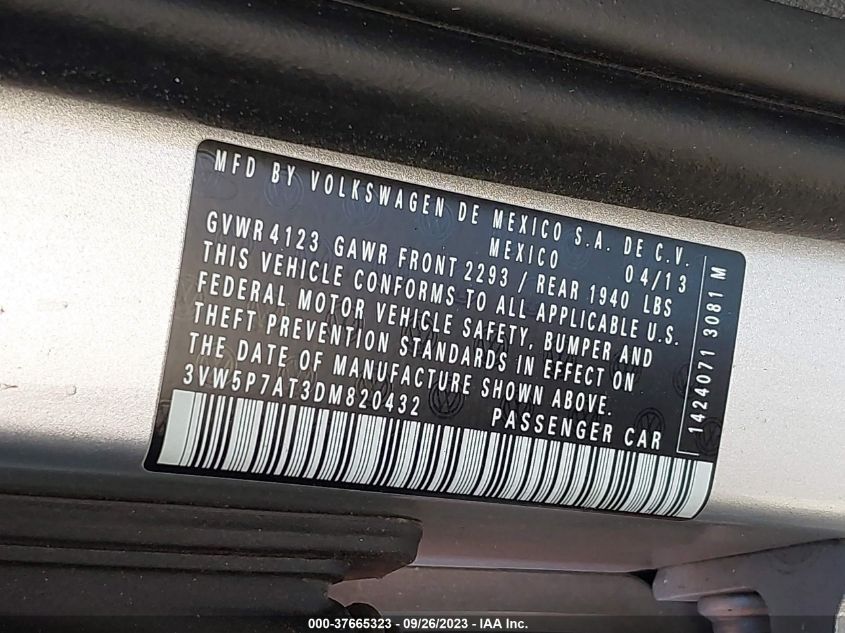 MFD BY VOLKSWAGEN DE MEXICO S.A. DE C.V.
MEXICO 04/13
GVWR 4123 GAWR FRONT 2293 / REAR 1940 LBS
THIS VEHICLE CONFORMS TO ALL APPLICABLE U.S.
FEDERAL MOTOR VEHICLE SAFETY, BUMPER AND
THEFT PREVENTION STANDARDS IN EFFECT ON
THE DATE OF MANUFACTURE SHOWN ABOVE.
3VW5P7AT3DM820432 PASSENGER CAR
1424071 3081 M
000-37665323 - 09/26/2023 - © IAA Inc.